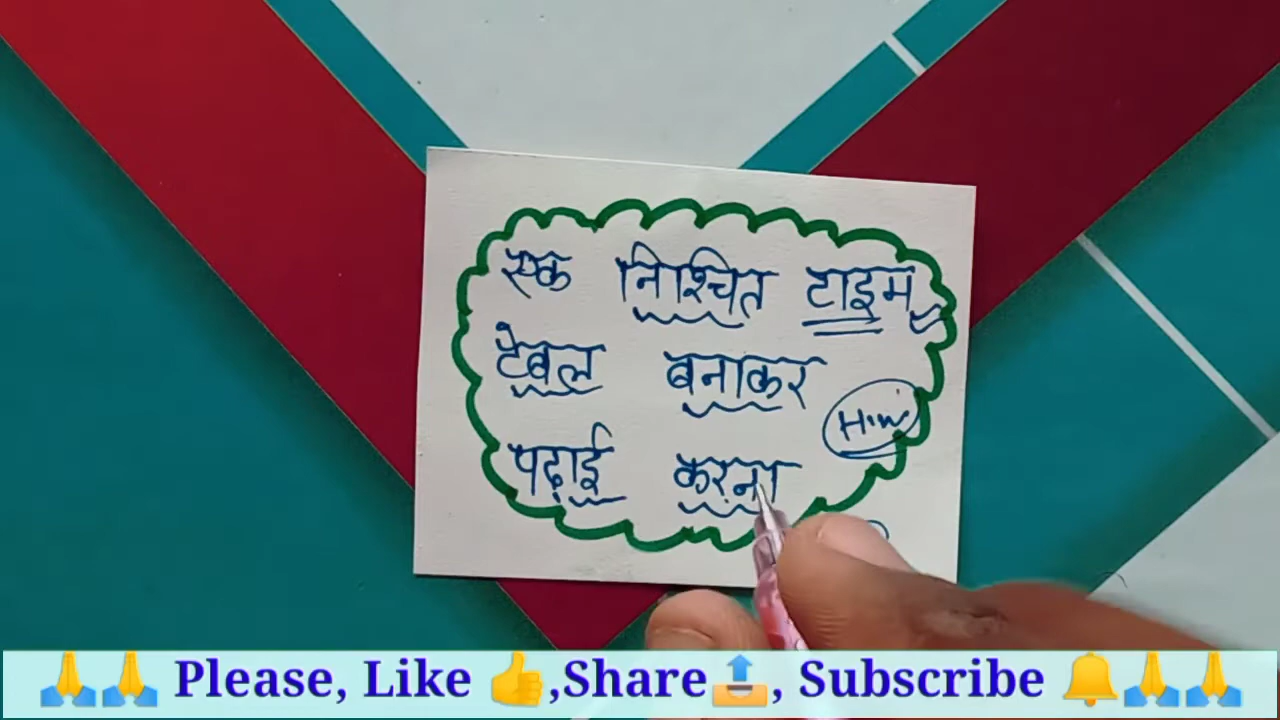 एक निश्चित टाइम
टेबल बनाकर
पढ़ाई करना
Please, Like 👍,Share📤, Subscribe 🔔🙏🙏